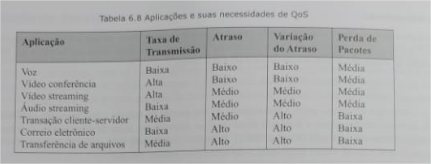 Tabela 6.8 Aplicações e suas necessidades de QoS
Aplicação Taxa de Transmissão Atraso Variação do Atraso Perda de Pacotes
Voz Baixa Baixo Baixo Média
Vídeo conferência Alta Baixo Baixo Média
Vídeo streaming Alta Médio Médio Média
Áudio streaming Baixa Médio Médio Média
Transação cliente-servidor Média Médio Alto Baixa
Correio eletrônico Baixa Alto Alto Baixa
Transferência de arquivos Média Alto Alto Baixa